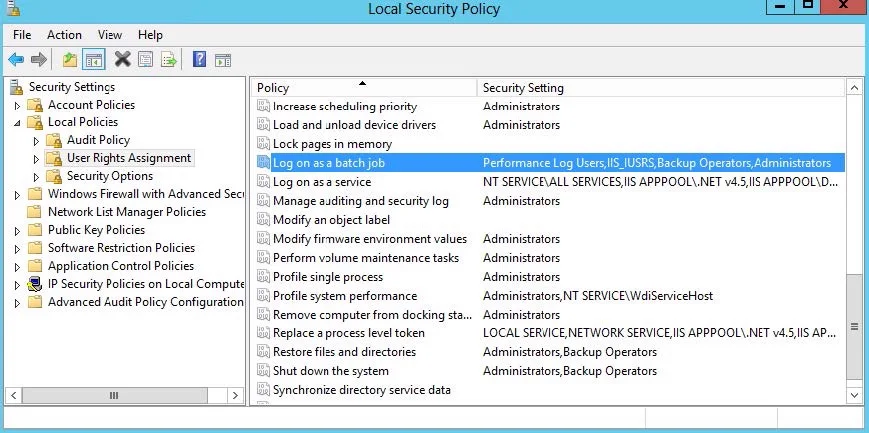 Local Security Policy
File Action View Help
Security Settings
Account Policies
Local Policies
Audit Policy
User Rights Assignment
Security Options
Windows Firewall with Advanced Sec
Network List Manager Policies
Public Key Policies
Software Restriction Policies
Application Control Policies
IP Security Policies on Local Compute
Advanced Audit Policy Configuration
Policy Security Setting
Increase scheduling priority Administrators
Load and unload device drivers Administrators
Lock pages in memory
Log on as a batch job Performance Log Users,IIS_IUSRS,Backup Operators,Administrators
Log on as a service NT SERVICE\ALL SERVICES,IIS APPPOOL\.NET v4.5,IIS APPPOOL\D...
Manage auditing and security log Administrators
Modify an object label
Modify firmware environment values Administrators
Perform volume maintenance tasks Administrators
Profile single process Administrators
Profile system performance Administrators,NT SERVICE\WdiServiceHost
Remove computer from docking sta... Administrators
Replace a process level token LOCAL SERVICE,NETWORK SERVICE,IIS APPPOOL\.NET v4.5,IIS AP...
Restore files and directories Administrators,Backup Operators
Shut down the system Administrators,Backup Operators
Synchronize directory service data